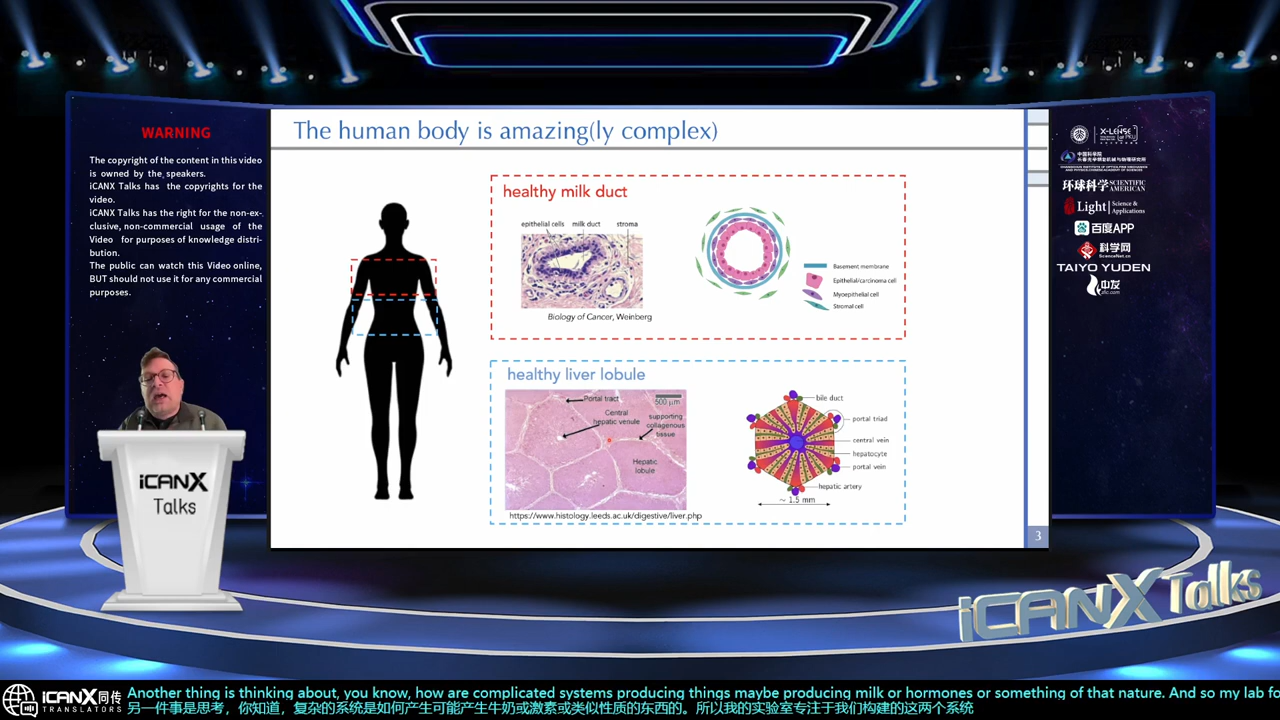 WARNING
The copyright of the content in this video
is owned by the speakers.
iCANX Talks has the copyrights for the
video.
iCANX Talks has the right for the non-ex-
clusive, non-commercial usage of the
Video for purposes of knowledge distri-
bution.
The public can watch this Video online,
BUT should not use it for any commercial
purposes.
iCANX
Talks
The human body is amazing(ly complex)
healthy milk duct
epithelial cells milk duct stroma
Biology of Cancer, Weinberg
Basement membrane
Epithelial/carcinoma cell
Myoepithelial cell
Stromal cell
healthy liver lobule
Portal tract
500 µm
Central
hepatic venule
supporting
collagenous
tissue
Hepatic
lobule
https://www.histology.leeds.ac.uk/digestive/liver.php
bile duct
portal triad
central vein
hepatocyte
portal vein
hepatic artery
~ 1.5 mm
3
X-LENSE
环球科学 SCIENTIFIC AMERICAN
Light Science & Applications
百度APP
科学网
ScienceNet.cn
TAIYO YUDEN
中友
iCANX Talks
iCANX同传
TRANSLATORS
Another thing is thinking about, you know, how are complicated systems producing things maybe producing milk or hormones or something of that nature. And so my lab fo
另一件事是思考，你知道，复杂的系统是如何产生可能产生牛奶或激素或类似性质的东西的。所以我的实验室专注于我们构建的这两个系统